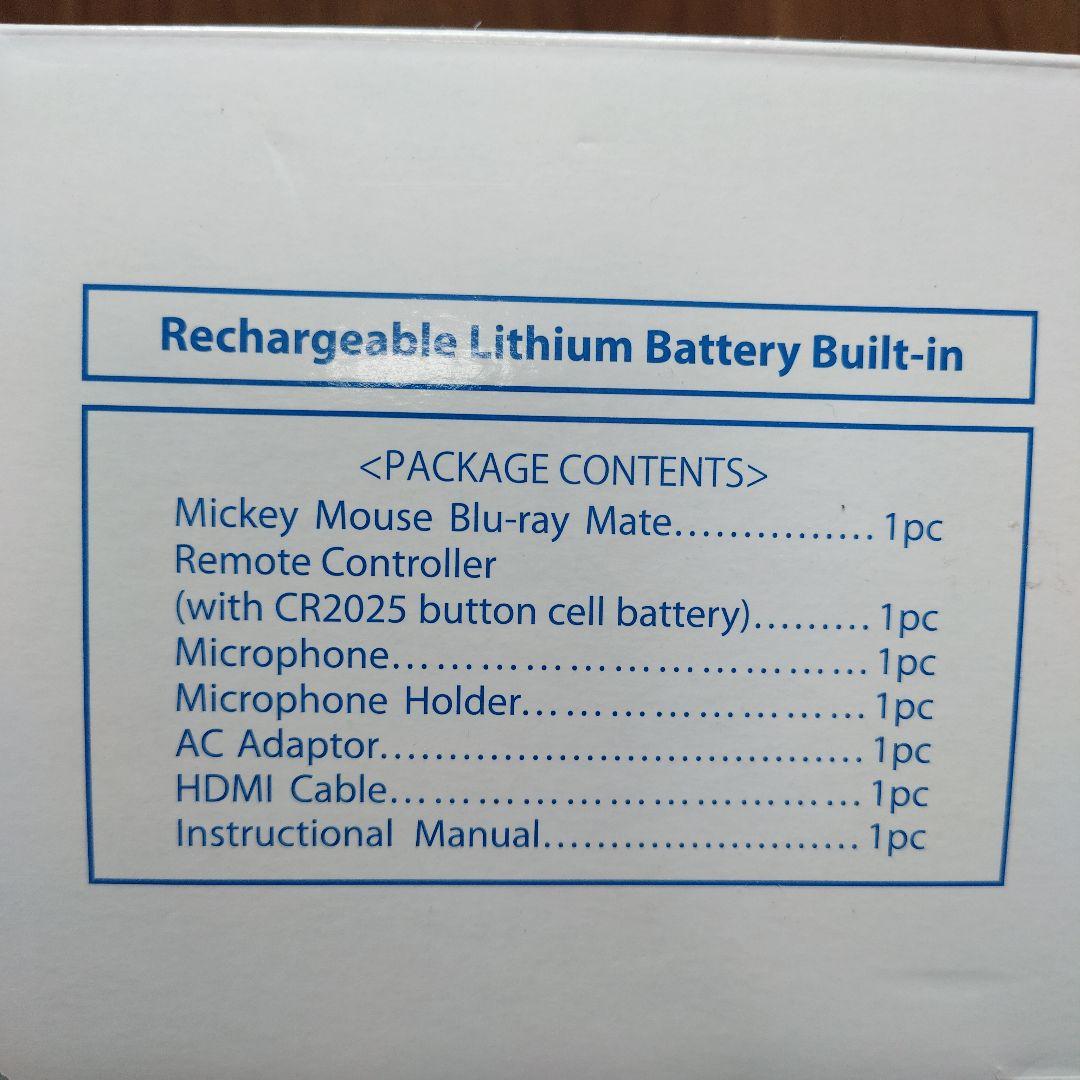 Rechargeable Lithium Battery Built-in
<PACKAGE CONTENTS>
Mickey Mouse Blu-ray Mate............... 1pc
Remote Controller
(with CR2025 button cell battery)......... 1pc
Microphone................................. 1pc
Microphone Holder........................ 1pc
AC Adaptor................................... 1pc
HDMI Cable................................. 1pc
Instructional Manual........................ 1pc